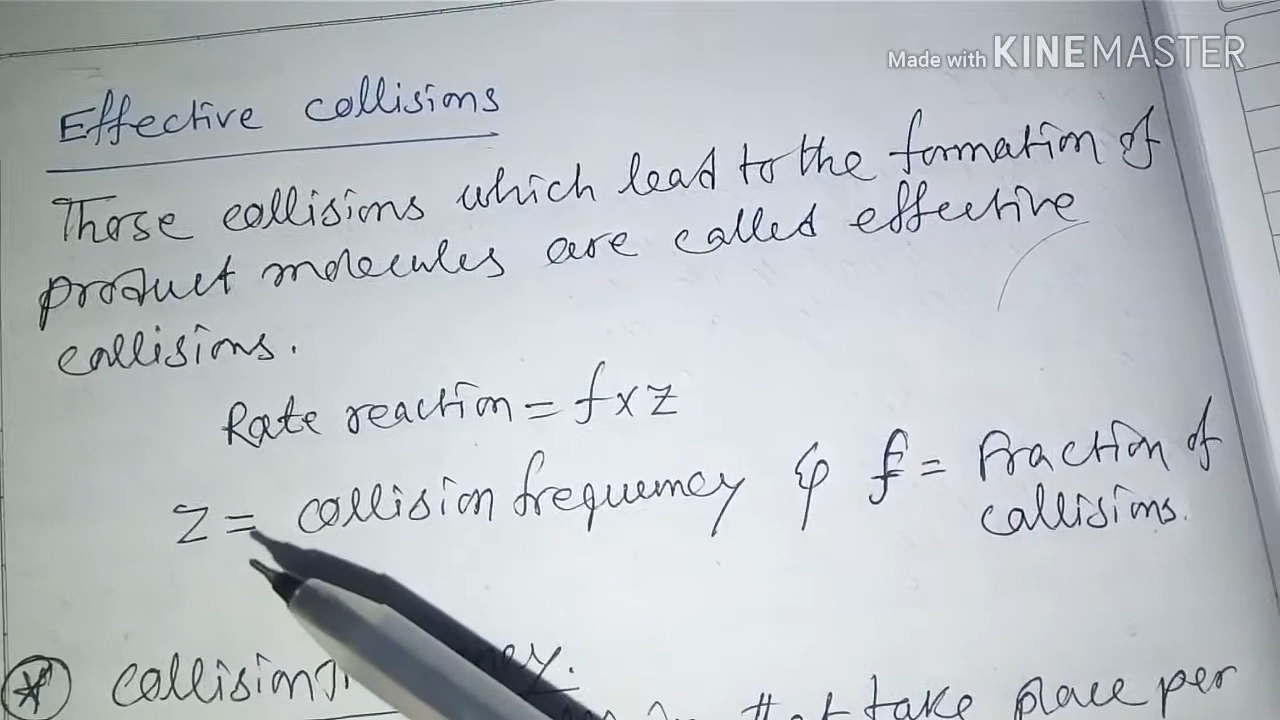 Made with KINEMASTER
Effective collisions
Those collisions which lead to the formation of
product molecules are called effective
collisions.
Rate reaction = f x z
z = collision frequency & f = Fraction of
collisions.
* collision
that take place per